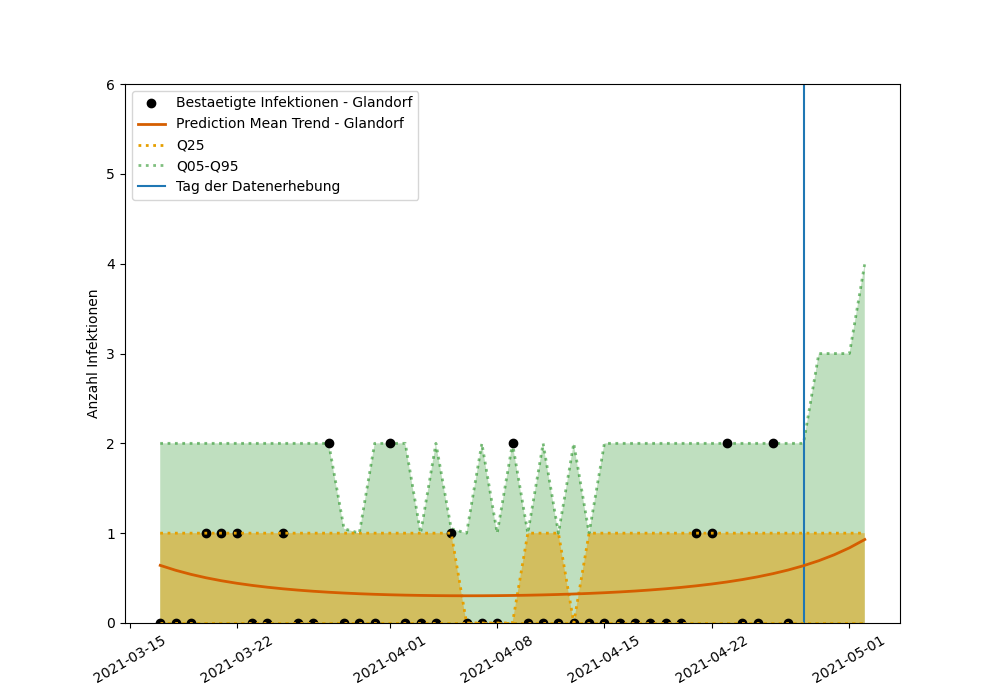 Bestaetigte Infektionen - Glandorf
Prediction Mean Trend - Glandorf
Q25
Q05-Q95
Tag der Datenerhebung
Anzahl Infektionen
6
5
4
3
2
1
0
2021-03-15
2021-03-22
2021-04-01
2021-04-08
2021-04-15
2021-04-22
2021-05-01